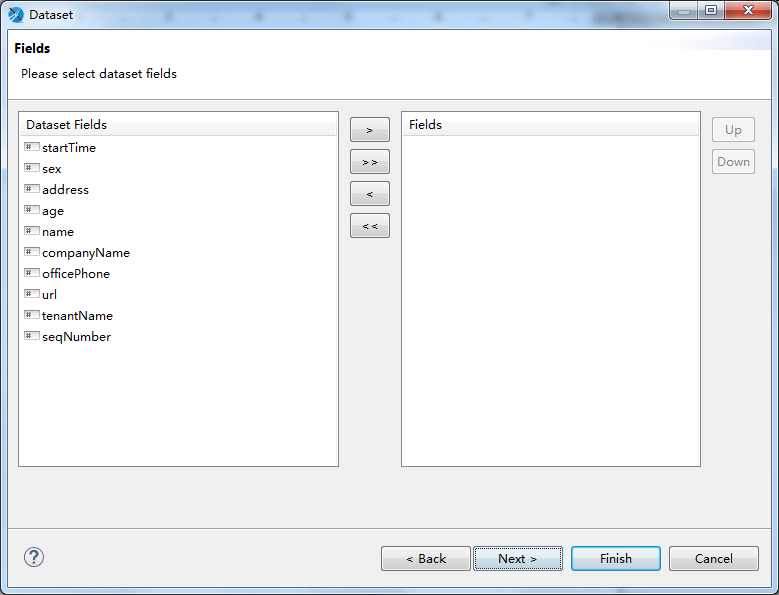 Dataset
Fields
Please select dataset fields
Dataset Fields
startTime
sex
address
age
name
companyName
officePhone
url
tenantName
seqNumber
>
>>
<
<<
Fields
Up
Down
?
< Back
Next >
Finish
Cancel